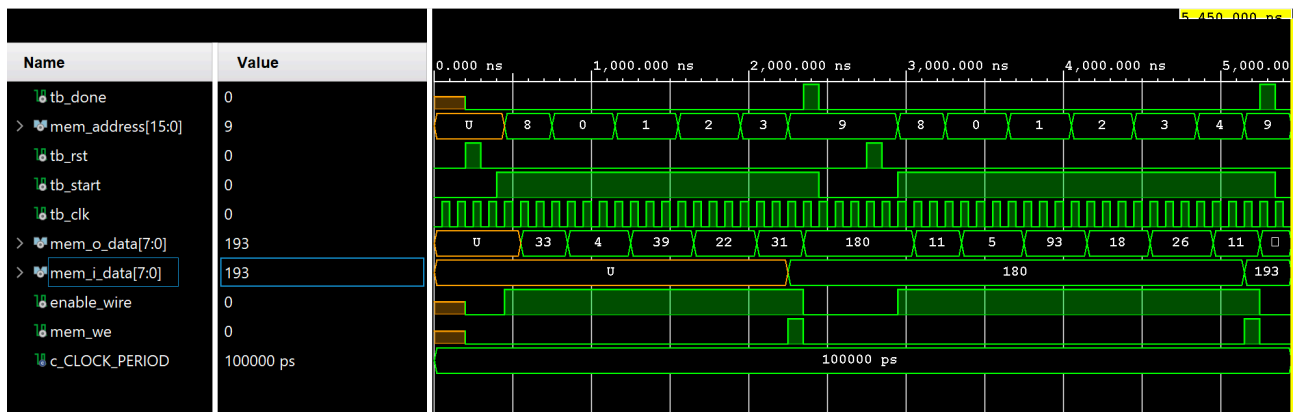 5,450.000 ns
Name Value
0.000 ns 1,000.000 ns 2,000.000 ns 3,000.000 ns 4,000.000 ns 5,000.00
tb_done 0
mem_address[15:0] 9 U 8 0 1 2 3 9 8 0 1 2 3 4 9
tb_rst 0
tb_start 0
tb_clk 0
mem_o_data[7:0] 193 U 33 4 39 22 31 180 11 5 93 18 26 11
mem_i_data[7:0] 193 U 180 193
enable_wire 0
mem_we 0
c_CLOCK_PERIOD 100000 ps 100000 ps